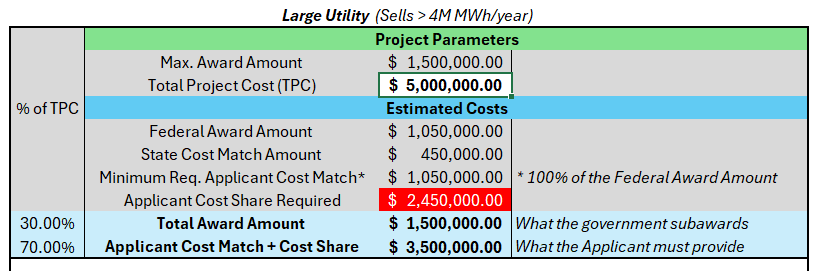 Large Utility (Sells > 4M MWh/year)
Project Parameters
Max. Award Amount $ 1,500,000.00
Total Project Cost (TPC) $ 5,000,000.00
% of TPC Estimated Costs
Federal Award Amount $ 1,050,000.00
State Cost Match Amount $ 450,000.00
Minimum Req. Applicant Cost Match* $ 1,050,000.00 * 100% of the Federal Award Amount
Applicant Cost Share Required $ 2,450,000.00
30.00% Total Award Amount $ 1,500,000.00 What the government subawards
70.00% Applicant Cost Match + Cost Share $ 3,500,000.00 What the Applicant must provide